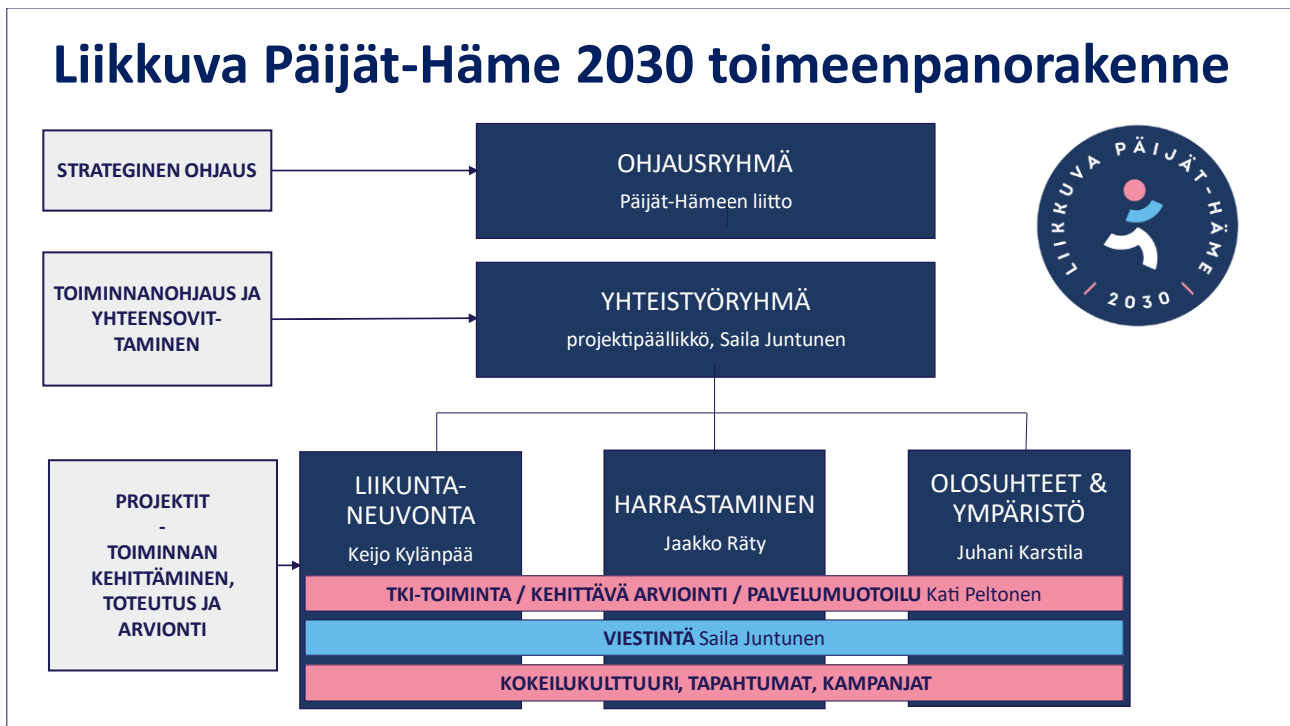 Liikkuva Päijät-Häme 2030 toimeenpanorakenne
STRATEGINEN OHJAUS
OHJAUSRYHMÄ
Päijät-Hämeen liitto
LIIKKUVA PÄIJÄT-HÄME
2030
TOIMINNANOHJAUS JA
YHTEENSOVIT-
TAMINEN
YHTEISTYÖRYHMÄ
projektipäällikkö, Saila Juntunen
PROJEKTIT
-
TOIMINNAN
KEHITTÄMINEN,
TOTEUTUS JA
ARVIONTI
LIIKUNTA-
NEUVONTA
Keijo Kylänpää
HARRASTAMINEN
Jaakko Räty
OLOSUHTEET &
YMPÄRISTÖ
Juhani Karstila
TKI-TOIMINTA / KEHITTÄVÄ ARVIOINTI / PALVELUMUOTOILU Kati Peltonen
VIESTINTÄ Saila Juntunen
KOKEILUKULTTUURI, TAPAHTUMAT, KAMPANJAT